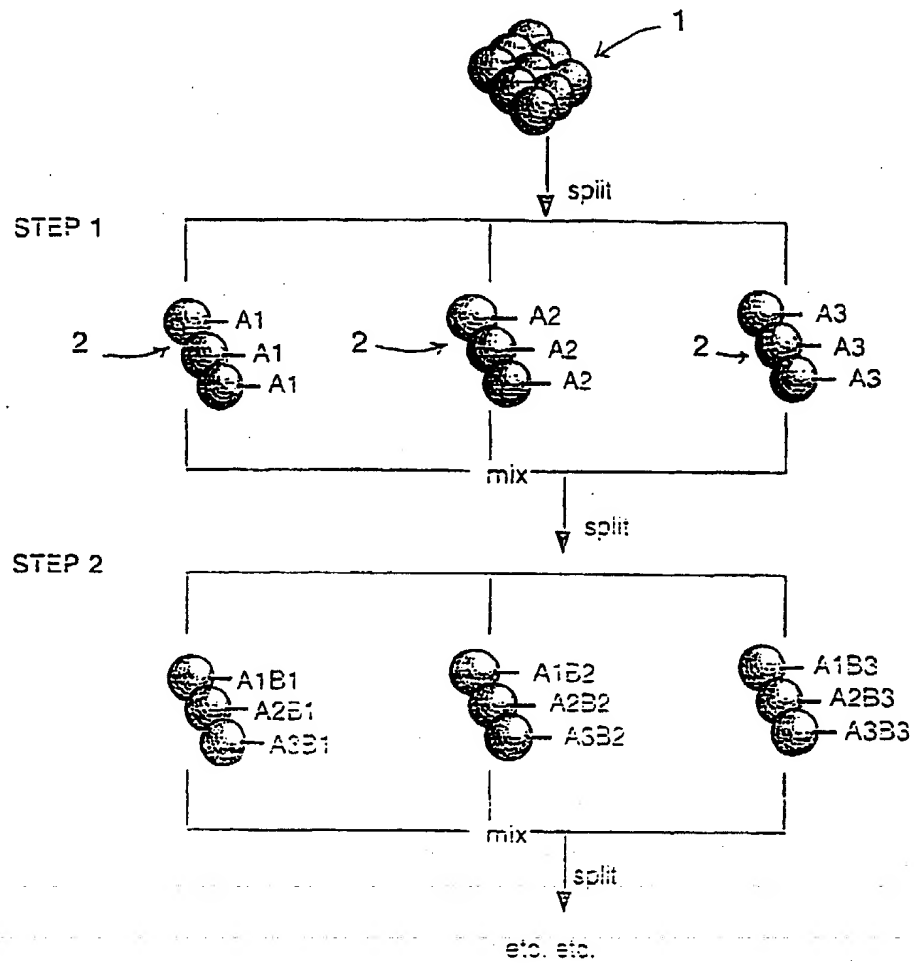 1
split
STEP 1
A1 A2 A3
2 A1 2 A2 2 A3
A1 A2 A3
mix
split
STEP 2
A1B1 A1B2 A1B3
A2B1 A2B2 A2B3
A3B1 A3B2 A3B3
mix
split
etc. etc.